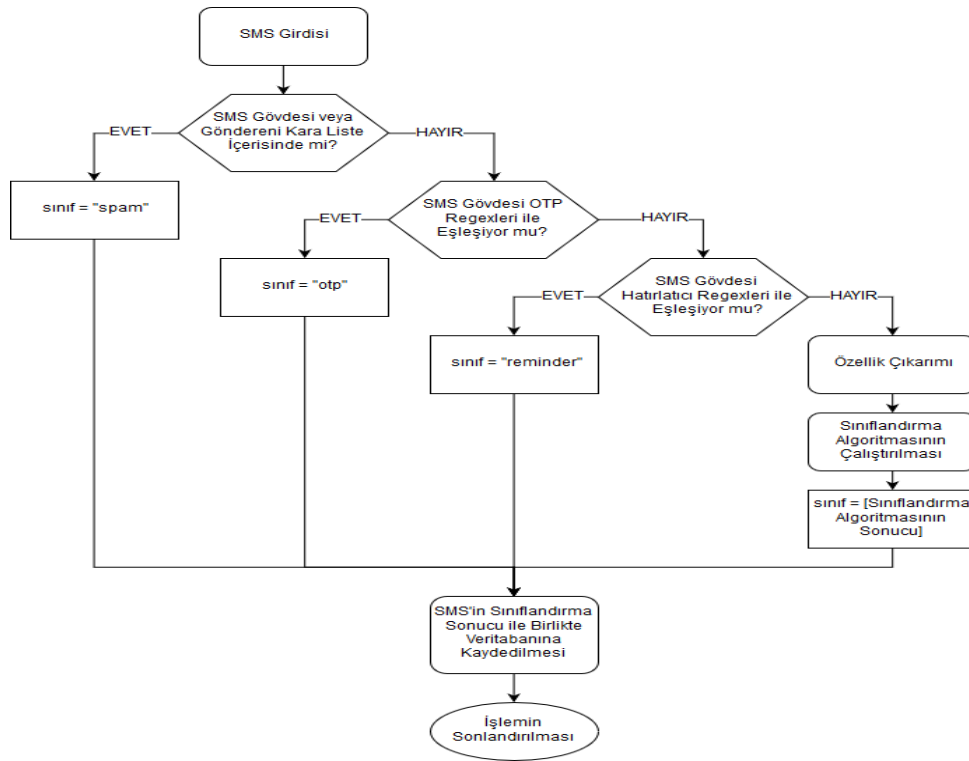 SMS Girdisi
SMS Gövdesi veya
Göndereni Kara Liste
İçerisinde mi?
EVET
HAYIR
sınıf = "spam"
SMS Gövdesi OTP
Regexleri ile
Eşleşiyor mu?
EVET
HAYIR
sınıf = "otp"
SMS Gövdesi
Hatırlatıcı Regexleri ile
Eşleşiyor mu?
EVET
HAYIR
sınıf = "reminder"
Özellik Çıkarımı
Sınıflandırma
Algoritmasının
Çalıştırılması
sınıf = [Sınıflandırma
Algoritmasının
Sonucu]
SMS'in Sınıflandırma
Sonucu ile Birlikte
Veritabanına
Kaydedilmesi
İşlemin
Sonlandırılması